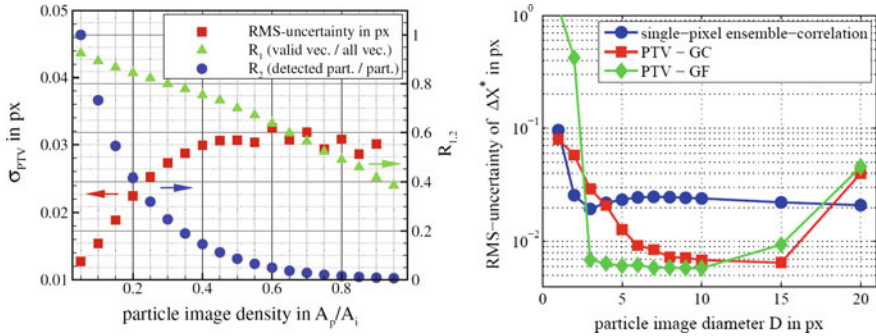 0.05
0.04
0.03
0.02
0.01
σPTV in px
0.2
0.4
0.6
0.8
particle image density in Ap/Ai
1
0.8
0.6
0.4
0.2
0
R1,2
RMS-uncertainty in px
R1 (valid vec. / all vec.)
R2 (detected part. / part.)
10^0
10^-1
10^-2
RMS-uncertainty of ΔX* in px
0
5
10
15
20
particle image diameter D in px
single-pixel ensemble-correlation
PTV - GC
PTV - GF